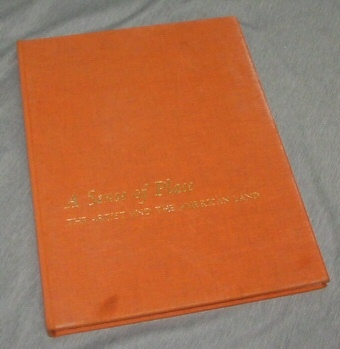 A Sense of Place
THE ARTIST AND THE AMERICAN LAND